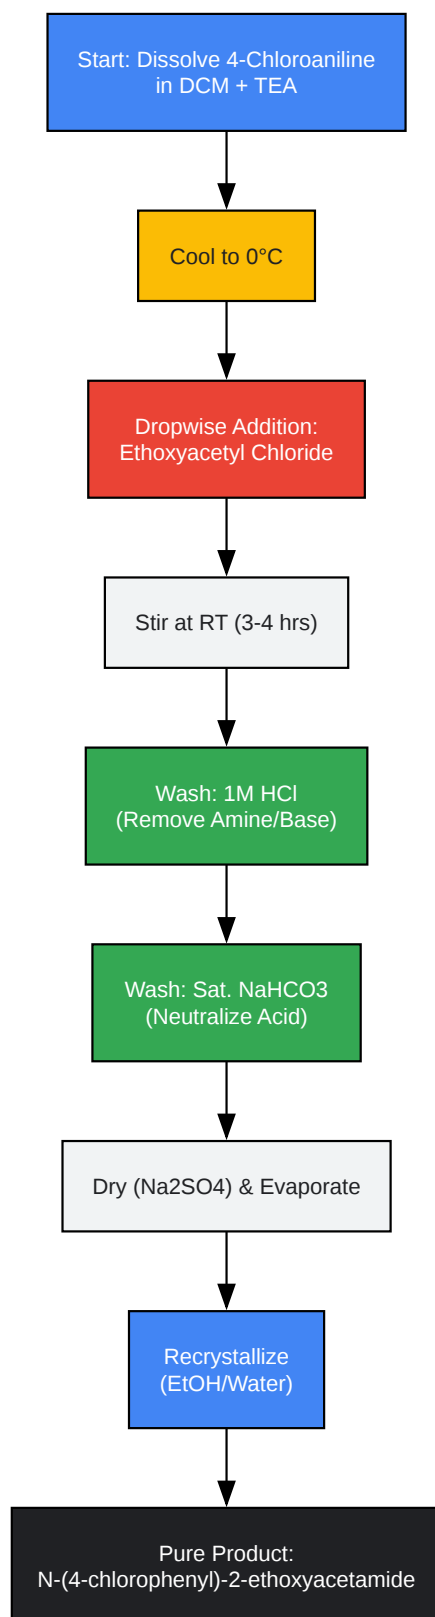 Start: Dissolve 4-Chloroaniline
in DCM + TEA
Cool to 0°C
Dropwise Addition:
Ethoxyacetyl Chloride
Stir at RT (3-4 hrs)
Wash: 1M HCl
(Remove Amine/Base)
Wash: Sat. NaHCO3
(Neutralize Acid)
Dry (Na2SO4) & Evaporate
Recrystallize
(EtOH/Water)
Pure Product:
N-(4-chlorophenyl)-2-ethoxyacetamide